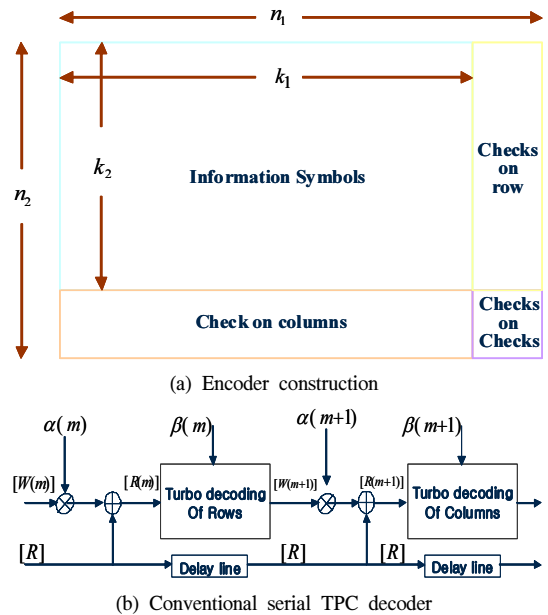 n₁
k₁
n₂
k₂
Information Symbols
Checks
on
row
Check on columns
Checks
on
Checks
(a) Encoder construction
α(m)
β(m)
α(m+1)
β(m+1)
[W(m)]
[R(m)]
Turbo decoding
Of Rows
[W(m+1)]
[R(m+1)]
Turbo decoding
Of Columns
[R]
Delay line
[R]
[R]
Delay line
(b) Conventional serial TPC decoder